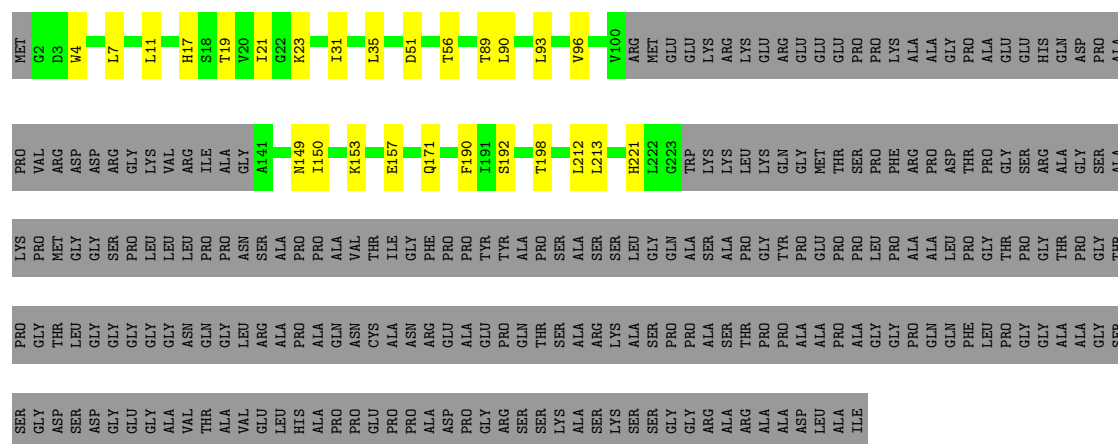 MET G2 D3 W4 L7 L11 H17 S18 T19 V20 I21 G22 K23 I31 L35 D51 T56 T89 L90 L93 V96 V100 ARG MET GLU GLU LYS ARG LYS GLU ARG GLU GLU GLU PRO PRO LYS ALA ALA GLY PRO ALA GLU GLU HIS GLN ASP PRO ALA
PRO VAL ARG ASP ASP ARG GLY LYS VAL ARG ILE ALA GLY A141 N149 I150 K153 E157 Q171 F190 I191 S192 T198 L212 L213 H221 L222 G223 TRP LYS LYS LEU LYS GLN GLY MET THR SER PRO PHE ARG PRO ASP THR PRO GLY SER ARG ALA GLY SER ALA
LYS PRO MET GLY GLY SER PRO LEU LEU LEU PRO PRO ASN SER ALA PRO PRO ALA VAL THR ILE GLY PHE PRO PRO TYR TYR ALA PRO SER ALA SER SER LEU GLY GLN ALA SER ALA PRO GLY TYR PRO GLU PRO PRO LEU PRO ALA ALA LEU PRO GLY THR PRO GLY THR PRO GLY THR
PRO GLY THR LEU GLY GLY GLY GLY GLY ASN GLN GLY LEU ARG ALA PRO ALA GLN ASN CYS ALA ASN ARG GLU ALA GLU PRO GLN THR SER ALA ARG LYS ALA SER PRO PRO ALA SER THR PRO PRO ALA ALA PRO ALA GLY GLY PRO GLN GLN PHE LEU PRO GLY GLY ALA ALA GLY SER
SER GLY ASP SER ASP GLY GLU GLY ALA VAL THR ALA VAL GLU LEU HIS ALA PRO PRO GLU PRO PRO ALA ASP PRO GLY ARG SER SER LYS ALA SER SER SER GLY GLY ARG ALA ARG ALA ALA ASP LEU ALA ILE